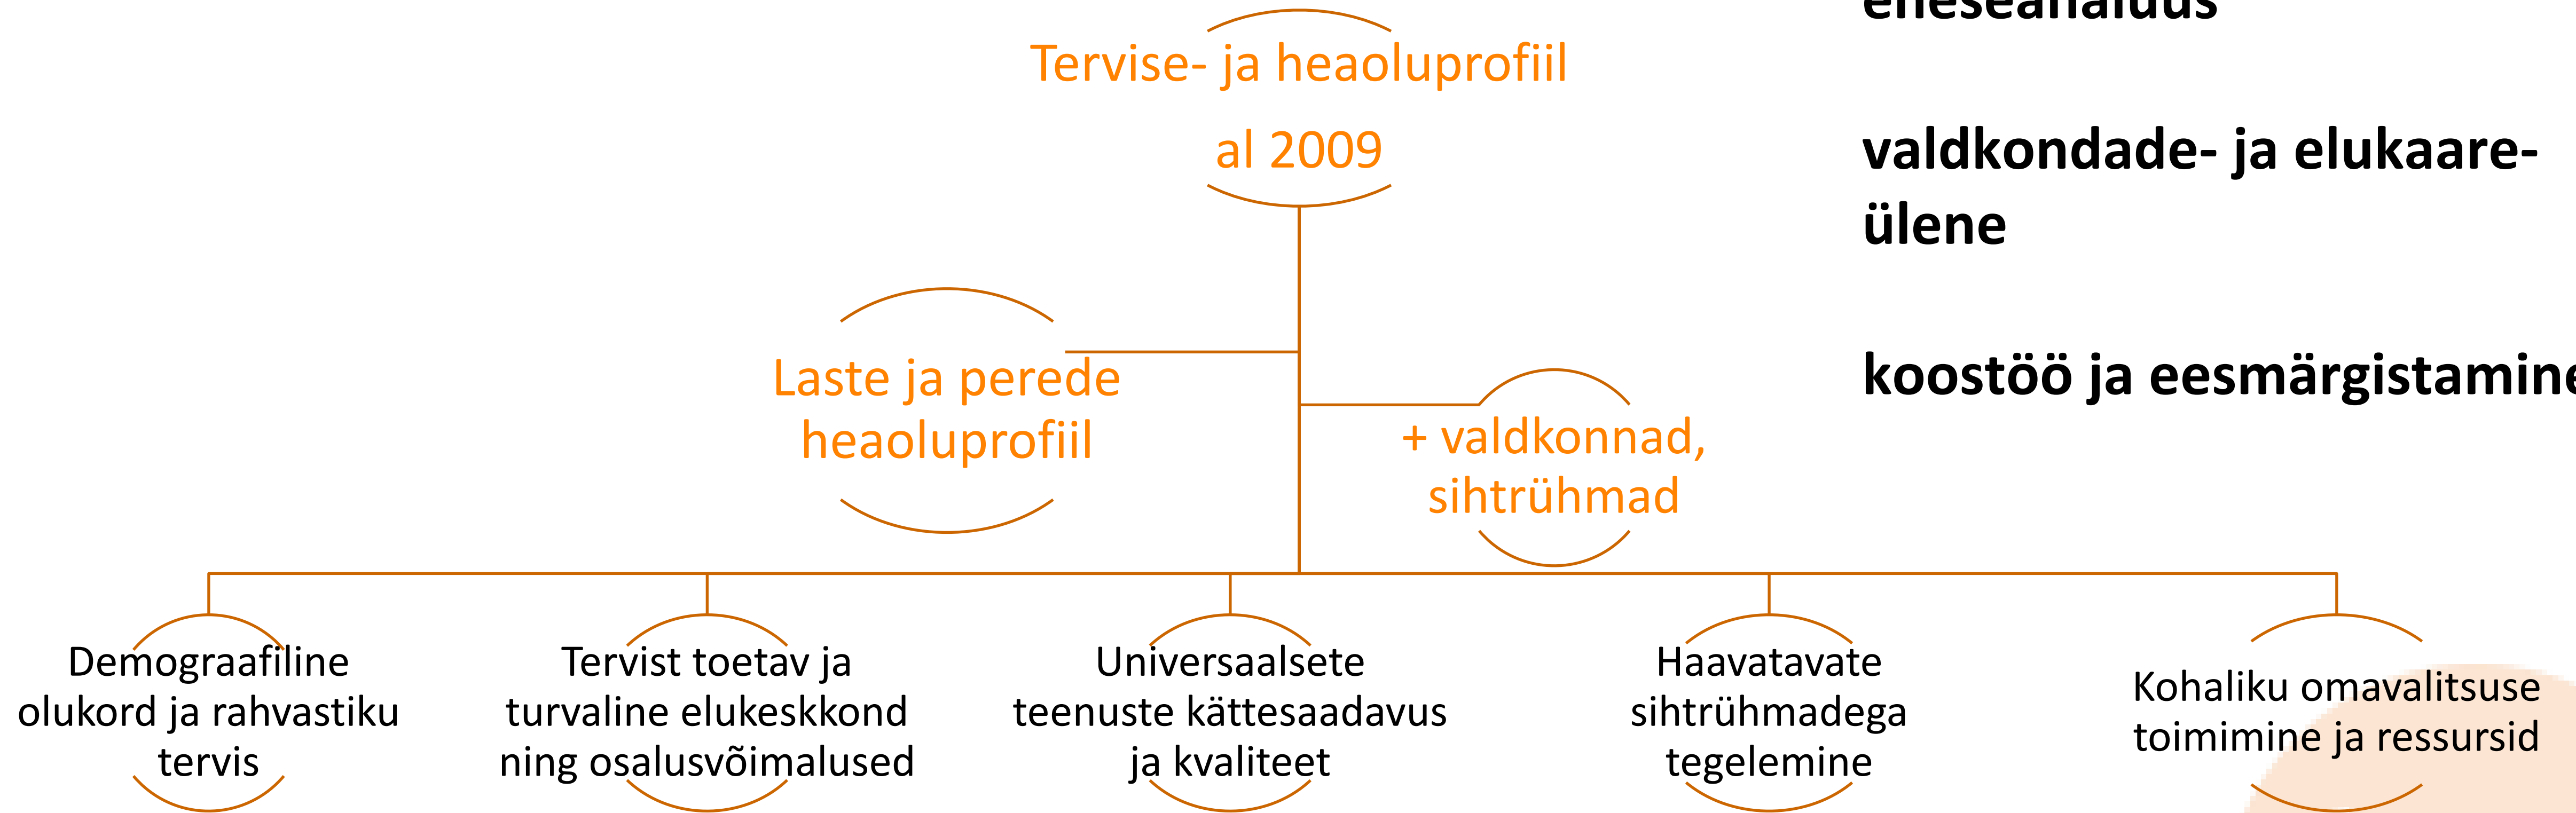 Tervise- ja heaoluprofiil
al 2009
eneseanalüüs
valdkondade- ja elukaare-
ülene
koostöö ja eesmärgistamine
Laste ja perede
heaoluprofiil
+ valdkonnad,
sihtrühmad
Demograafiline
olukord ja rahvastiku
tervis
Tervist toetav ja
turvaline elukeskkond
ning osalusvõimalused
Universaalsete
teenuste kättesaadavus
ja kvaliteet
Haavatavate
sihtrühmadega
tegelemine
Kohaliku omavalitsuse
toimimine ja ressursid